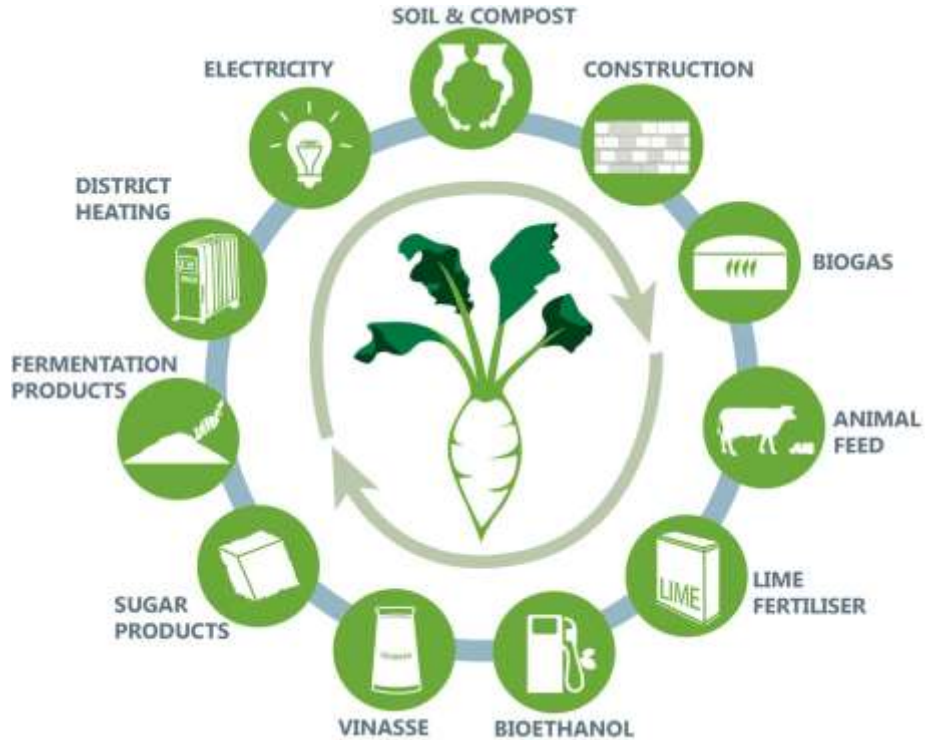 SOIL & COMPOST
ELECTRICITY
CONSTRUCTION
DISTRICT
HEATING
BIOGAS
FERMENTATION
PRODUCTS
ANIMAL
FEED
LIME
LIME
FERTILISER
SUGAR
PRODUCTS
VINASSE
BIOETHANOL